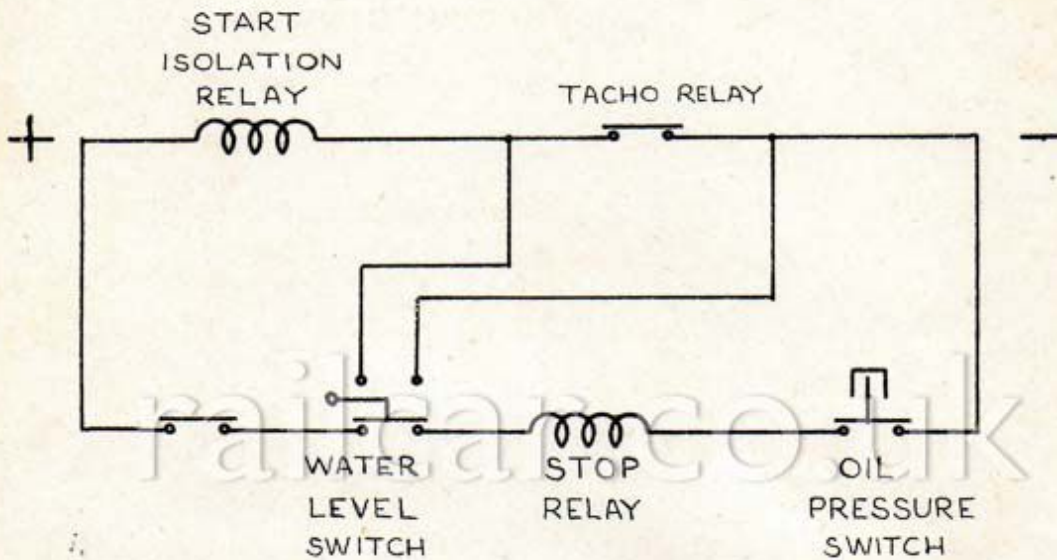 START
ISOLATION
RELAY
TACHO RELAY
+
-
railcar.co.uk
WATER
LEVEL
SWITCH
STOP
RELAY
OIL
PRESSURE
SWITCH